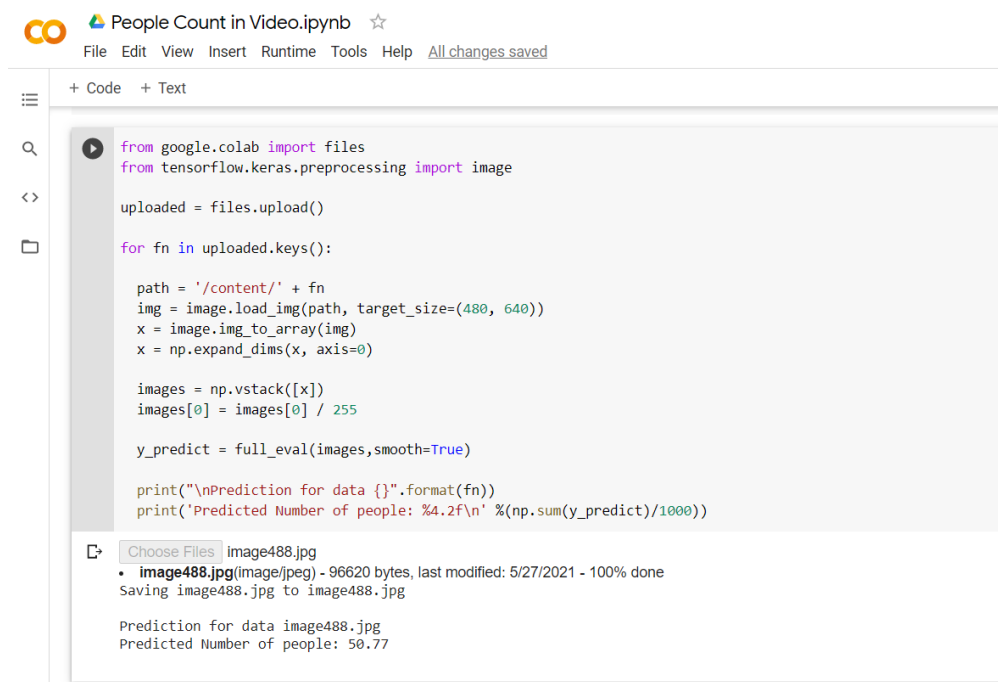 People Count in Video.ipynb
File Edit View Insert Runtime Tools Help All changes saved
+ Code + Text
from google.colab import files
from tensorflow.keras.preprocessing import image
uploaded = files.upload()
for fn in uploaded.keys():
path = '/content/' + fn
img = image.load_img(path, target_size=(480, 640))
x = image.img_to_array(img)
x = np.expand_dims(x, axis=0)
images = np.vstack([x])
images[0] = images[0] / 255
y_predict = full_eval(images,smooth=True)
print("\nPrediction for data {}".format(fn))
print('Predicted Number of people: %4.2f\n' %(np.sum(y_predict)/1000))
Choose Files image488.jpg
• image488.jpg(image/jpeg) - 96620 bytes, last modified: 5/27/2021 - 100% done
Saving image488.jpg to image488.jpg
Prediction for data image488.jpg
Predicted Number of people: 50.77